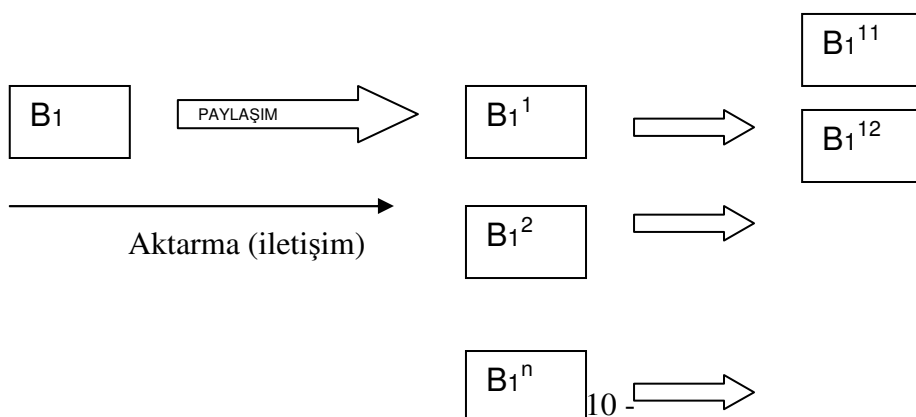 B₁¹¹
B₁
PAYLAŞIM
B₁¹
B₁¹²
Aktarma (iletişim)
B₁²
B₁ⁿ
10 -